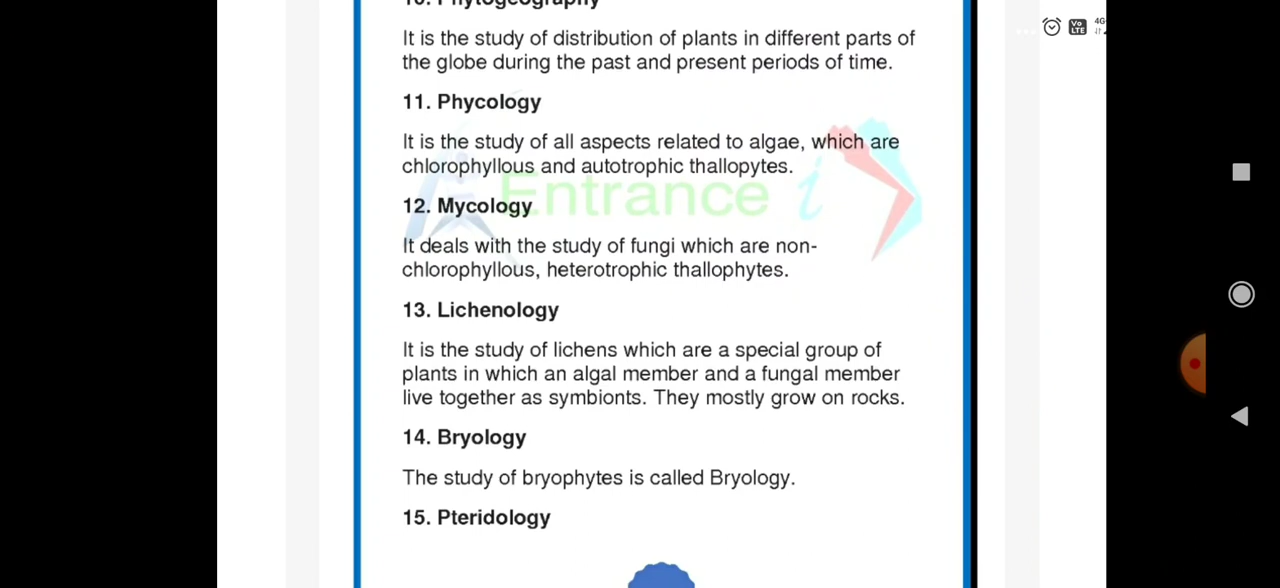 10. Phytogeography
It is the study of distribution of plants in different parts of
the globe during the past and present periods of time.
11. Phycology
It is the study of all aspects related to algae, which are
chlorophyllous and autotrophic thallopytes.
Entrance i
12. Mycology
It deals with the study of fungi which are non-
chlorophyllous, heterotrophic thallophytes.
13. Lichenology
It is the study of lichens which are a special group of
plants in which an algal member and a fungal member
live together as symbionts. They mostly grow on rocks.
14. Bryology
The study of bryophytes is called Bryology.
15. Pteridology
Vo
LTE
4G